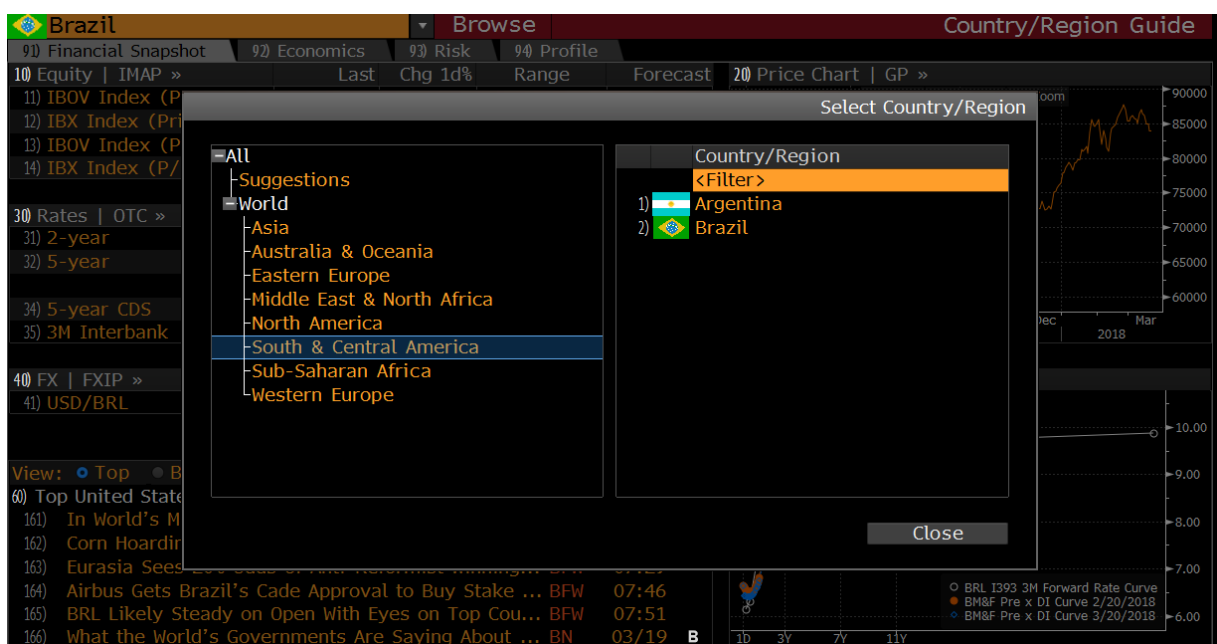 Brazil Browse Country/Region Guide
91) Financial Snapshot 92) Economics 93) Risk 94) Profile
10) Equity | IMAP » Last Chg 1d% Range Forecast 20) Price Chart | GP »
11) IBOV Index (P
12) IBX Index (Pri
13) IBOV Index (P
14) IBX Index (P/
30) Rates | OTC »
31) 2-year
32) 5-year
34) 5-year CDS
35) 3M Interbank
40) FX | FXIP »
41) USD/BRL
Select Country/Region
All
Suggestions
World
Asia
Australia & Oceania
Eastern Europe
Middle East & North Africa
North America
South & Central America
Sub-Saharan Africa
Western Europe
Country/Region
<Filter>
1) Argentina
2) Brazil
Close
oom
90000
85000
80000
75000
70000
65000
60000
Dec Mar
2018
10.00
9.00
8.00
7.00
6.00
View: Top B
60) Top United State
161) In World's M
162) Corn Hoardin
163) Eurasia Sees
164) Airbus Gets Brazil's Cade Approval to Buy Stake ... BFW 07:46
165) BRL Likely Steady on Open With Eyes on Top Cou... BFW 07:51
166) What the World's Governments Are Saying About ... BN 03/19 B
BRL I393 3M Forward Rate Curve
BM&F Pre x DI Curve 2/20/2018
BM&F Pre x DI Curve 3/20/2018
1D 3Y 7Y 11Y